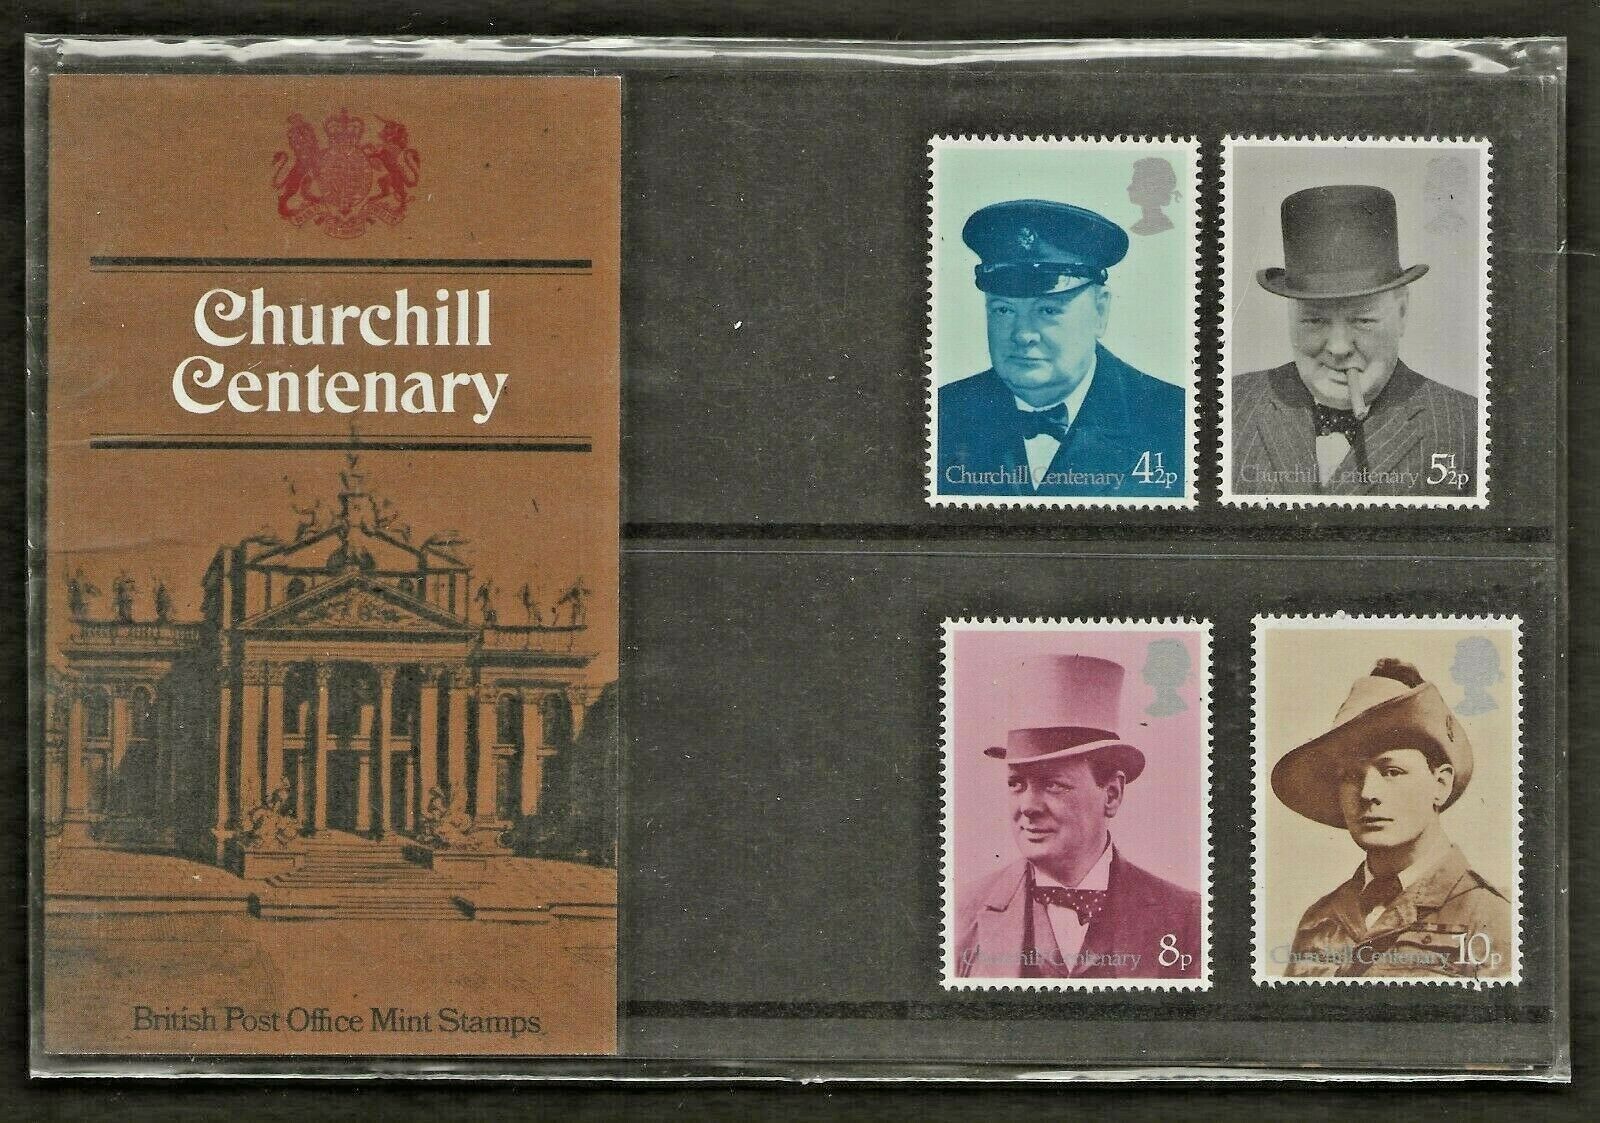 Churchill
Centenary
British Post Office Mint Stamps
Churchill Centenary 4½p
Churchill Centenary 5½p
Churchill Centenary 8p
Churchill Centenary 10p